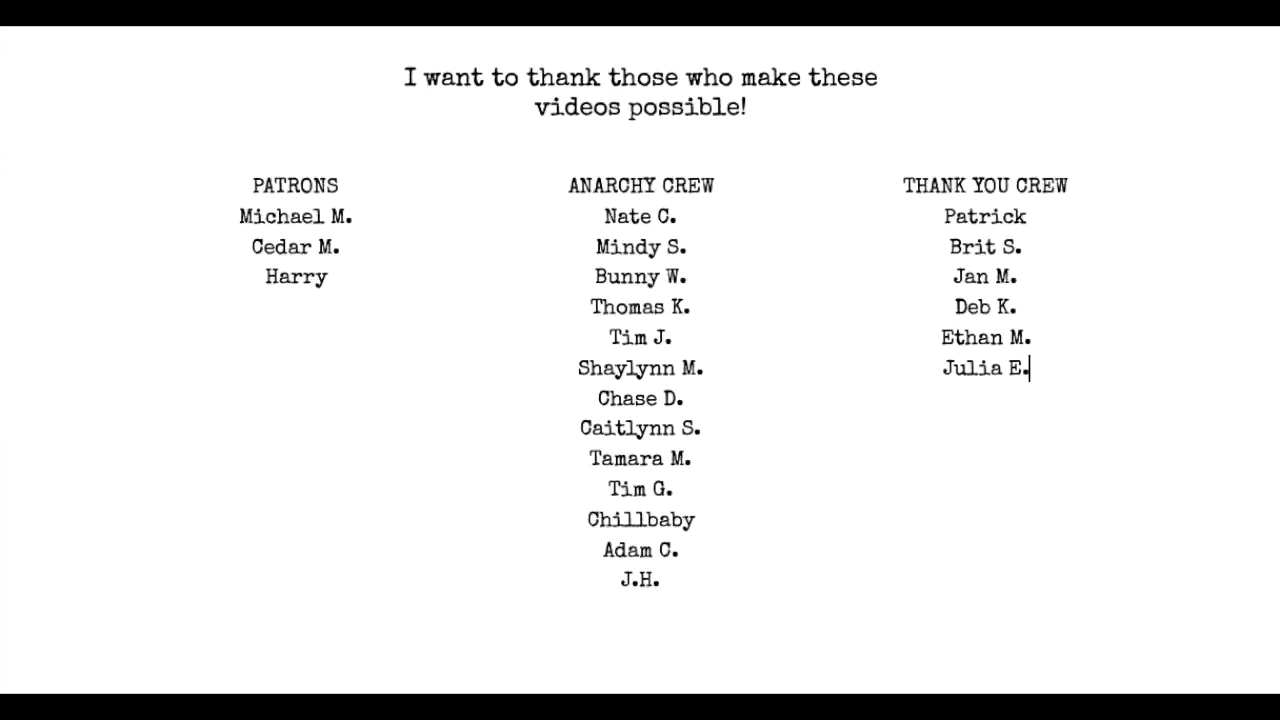 I want to thank those who make these
videos possible!
PATRONS
Michael M.
Cedar M.
Harry
ANARCHY CREW
Nate C.
Mindy S.
Bunny W.
Thomas K.
Tim J.
Shaylynn M.
Chase D.
Caitlynn S.
Tamara M.
Tim G.
Chillbaby
Adam C.
J.H.
THANK YOU CREW
Patrick
Brit S.
Jan M.
Deb K.
Ethan M.
Julia E.